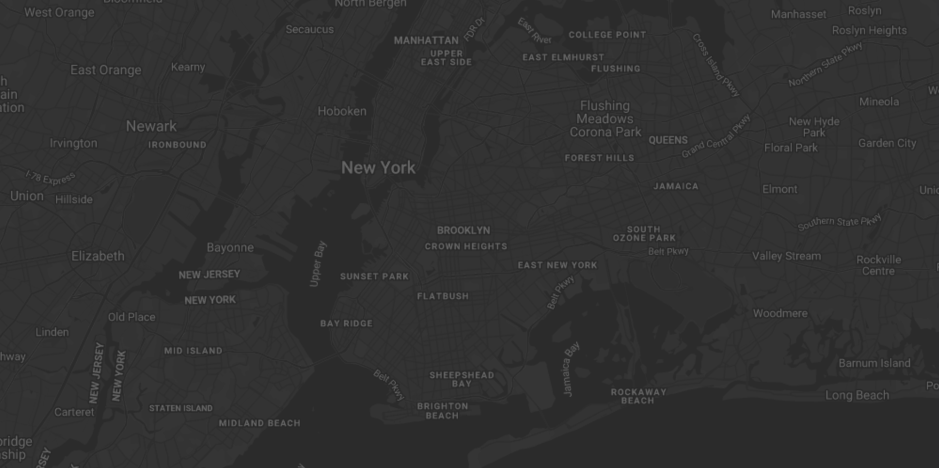 North Bergen
West Orange
Secaucus
Manhasset
Roslyn
Roslyn Heights
MANHATTAN
FDR Dr
East River
COLLEGE POINT
UPPER
EAST SIDE
EAST ELMHURST
FLUSHING
Cross Island Pkwy
Northern State Pkwy
East Orange
Kearny
Hoboken
Flushing
Meadows
Corona Park
Mineola
Newark
IRONBOUND
Irvington
QUEENS
Grand Central Pkwy
New Hyde
Park
Floral Park
Garden City
FOREST HILLS
New York
I-78 Express
Union
Hillside
JAMAICA
Elmont
Southern State Pkwy
BROOKLYN
CROWN HEIGHTS
SOUTH
OZONE PARK
Belt Pkwy
Bayonne
Elizabeth
Upper Bay
Valley Stream
Rockville
Centre
NEW JERSEY
NEW YORK
SUNSET PARK
EAST NEW YORK
Belt Pkwy
FLATBUSH
Old Place
BAY RIDGE
Woodmere
Linden
MID ISLAND
NEW JERSEY
NEW YORK
Jamaica Bay
Barnum Island
Belt Pkwy
SHEEPSHEAD
BAY
ROCKAWAY
BEACH
Long Beach
Carteret
STATEN ISLAND
BRIGHTON
BEACH
MIDLAND BEACH